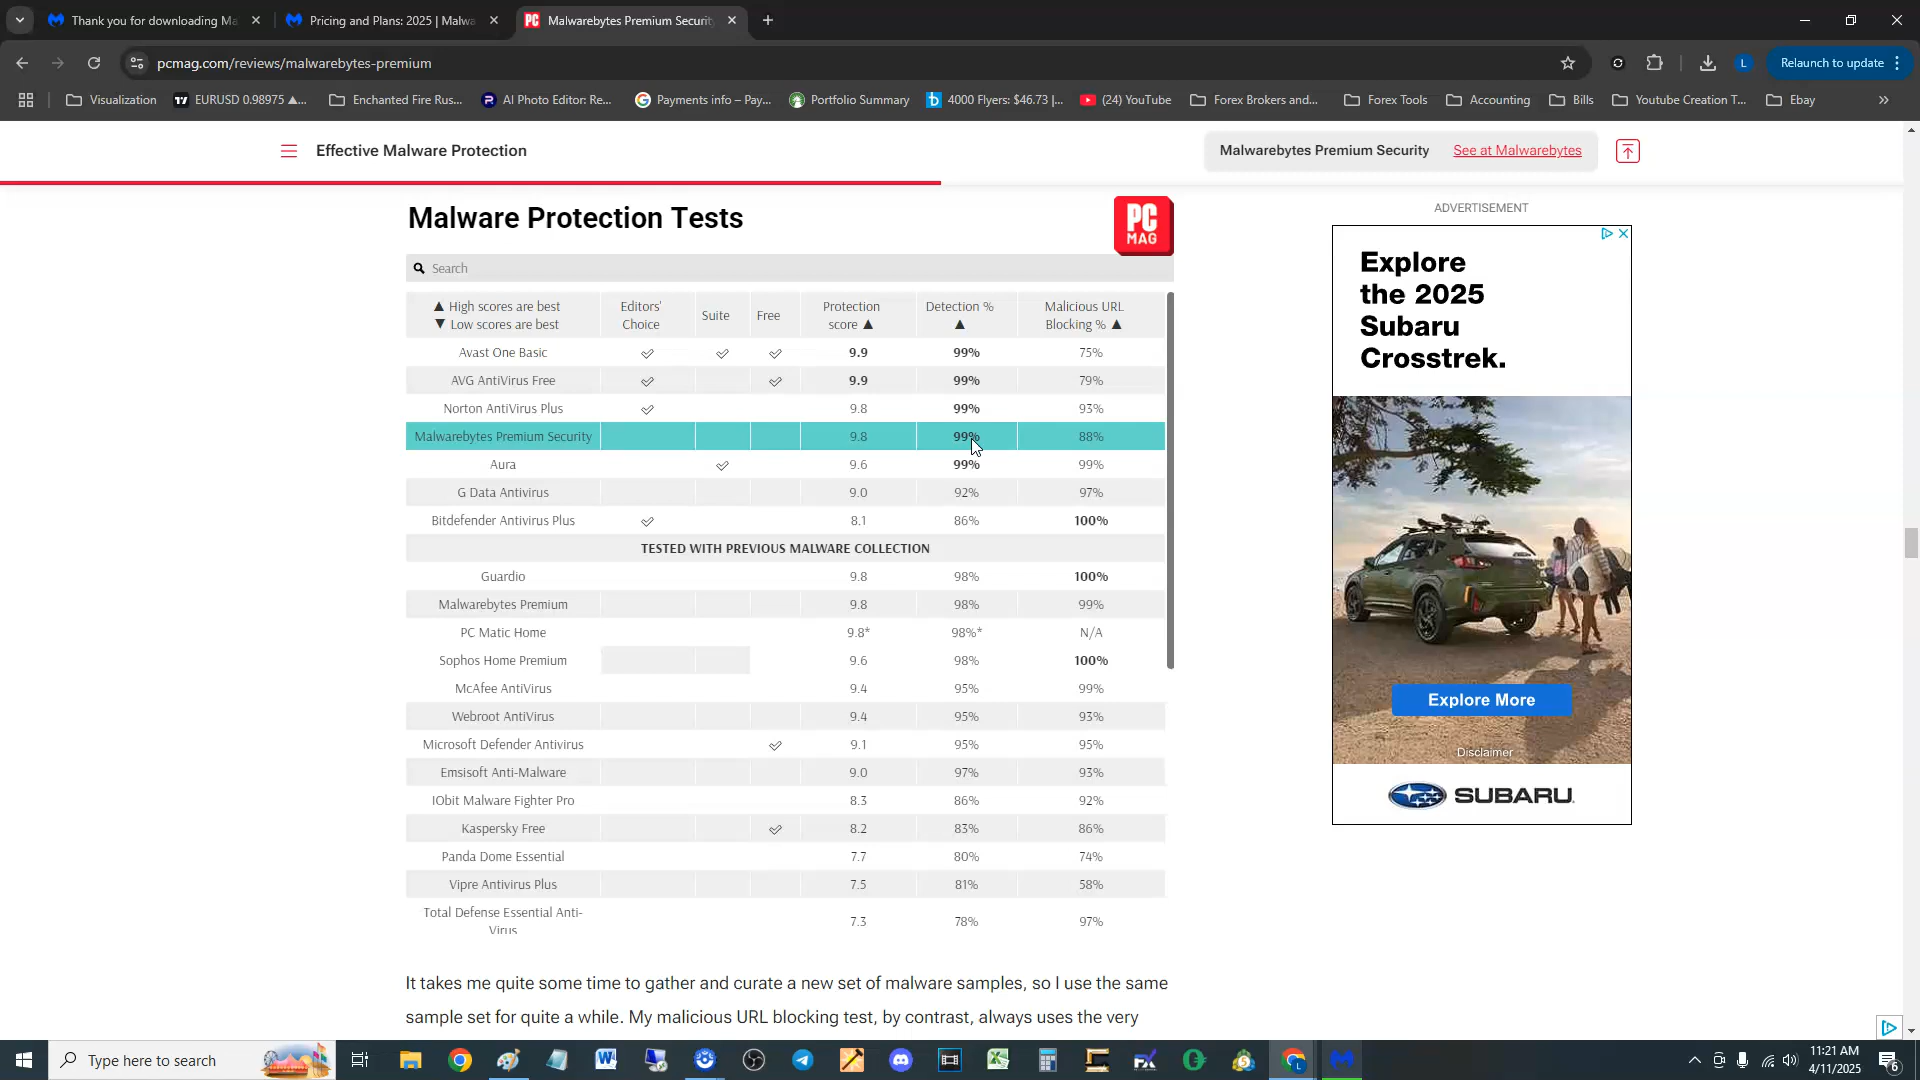 Thank you for downloading Ma
Pricing and Plans: 2025 | Malwa
Malwarebytes Premium Securit
pcmag.com/reviews/malwarebytes-premium
L
Relaunch to update
Visualization
EURUSD 0.98975 ▲...
Enchanted Fire Rus...
AI Photo Editor: Re...
Payments info – Pay...
Portfolio Summary
4000 Flyers: $46.73 |...
(24) YouTube
Forex Brokers and...
Forex Tools
Accounting
Bills
Youtube Creation T...
Ebay
Effective Malware Protection
Malwarebytes Premium Security See at Malwarebytes
Malware Protection Tests
PC
MAG
Search
▲ High scores are best
▼ Low scores are best
Editors'
Choice
Suite
Free
Protection
score ▲
Detection %
▲
Malicious URL
Blocking % ▲
Avast One Basic 9.9 99% 75%
AVG AntiVirus Free 9.9 99% 79%
Norton AntiVirus Plus 9.8 99% 93%
Malwarebytes Premium Security 9.8 99% 88%
Aura 9.6 99% 99%
G Data Antivirus 9.0 92% 97%
Bitdefender Antivirus Plus 8.1 86% 100%
TESTED WITH PREVIOUS MALWARE COLLECTION
Guardio 9.8 98% 100%
Malwarebytes Premium 9.8 98% 99%
PC Matic Home 9.8* 98%* N/A
Sophos Home Premium 9.6 98% 100%
McAfee AntiVirus 9.4 95% 99%
Webroot AntiVirus 9.4 95% 93%
Microsoft Defender Antivirus 9.1 95% 95%
Emsisoft Anti-Malware 9.0 97% 93%
IObit Malware Fighter Pro 8.3 86% 92%
Kaspersky Free 8.2 83% 86%
Panda Dome Essential 7.7 80% 74%
Vipre Antivirus Plus 7.5 81% 58%
Total Defense Essential Anti-
Virus 7.3 78% 97%
It takes me quite some time to gather and curate a new set of malware samples, so I use the same
sample set for quite a while. My malicious URL blocking test, by contrast, always uses the very
ADVERTISEMENT
Explore
the 2025
Subaru
Crosstrek.
Explore More
Disclaimer
SUBARU
Type here to search
11:21 AM
4/11/2025
6